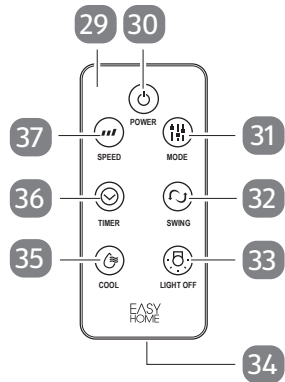 29 30
POWER
37 31
SPEED MODE
36 32
TIMER SWING
35 33
COOL LIGHT OFF
EASY
HOME
34